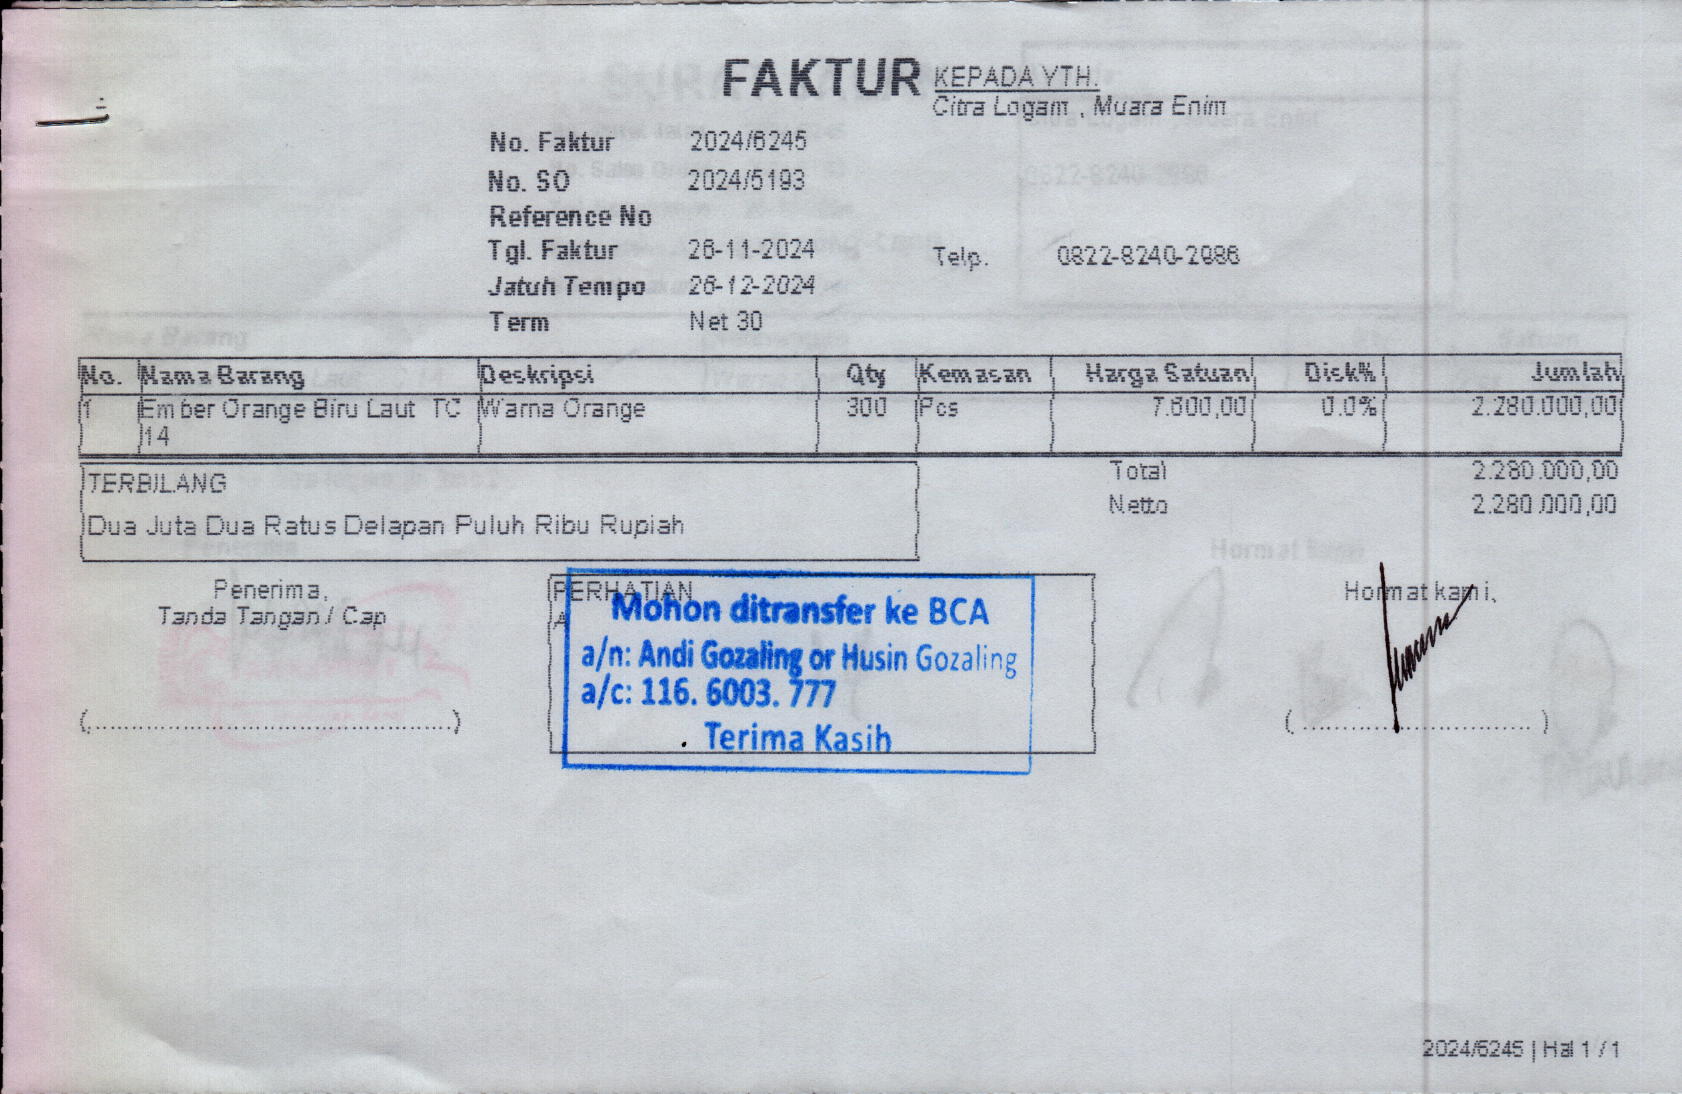 FAKTUR
KEPADA YTH.
Citra Logam , Muara Enim
No. Faktur 2024/6245
No. SO 2024/5193
Reference No
Tgl. Faktur 26-11-2024
Telp. 0822-8240-2986
Jatuh Tempo 26-12-2024
Term Net 30
No. Nama Barang Deskripsi Qty Kemasan Harga Satuan Disk% Jumlah
1 Ember Orange Biru Laut TC Warna Orange 300 Pcs 7.600,00 0.0% 2.280.000,00
14
TERBILANG
Dua Juta Dua Ratus Delapan Puluh Ribu Rupiah
Total 2.280.000,00
Netto 2.280.000,00
Penerima,
Tanda Tangan / Cap
(.............................................)
PERHATIAN
Mohon ditransfer ke BCA
a/n: Andi Gozaling or Husin Gozaling
a/c: 116. 6003. 777
Terima Kasih
Hormat kami,
(.............................)
2024/6245 | Hal 1 / 1